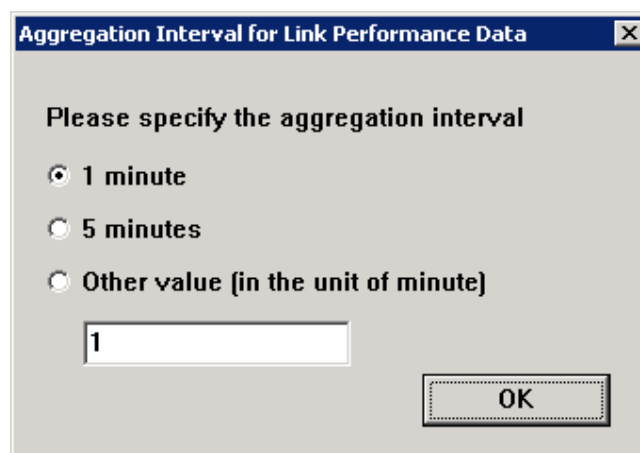 Aggregation Interval for Link Performance Data
Please specify the aggregation interval
1 minute
5 minutes
Other value (in the unit of minute)
1
OK